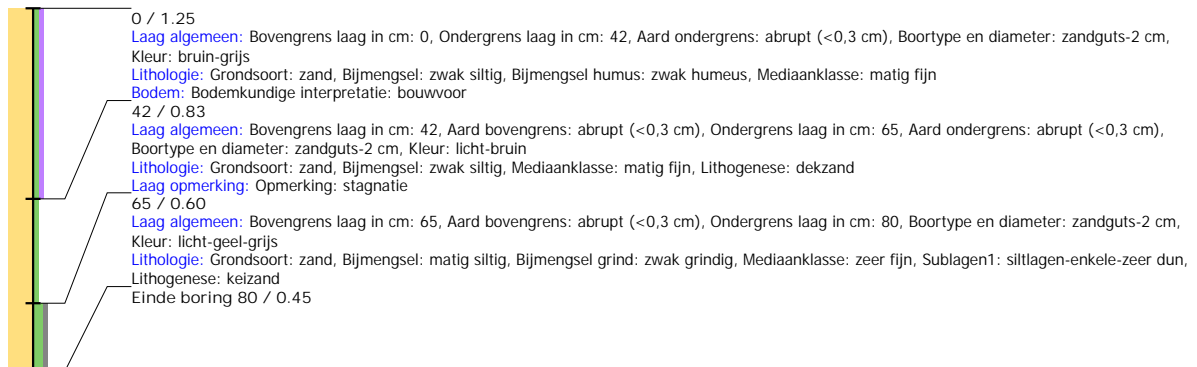 0 / 1.25
Laag algemeen: Bovengrens laag in cm: 0, Ondergrens laag in cm: 42, Aard ondergrens: abrupt (<0,3 cm), Boortype en diameter: zandguts-2 cm,
Kleur: bruin-grijs
Lithologie: Grondsoort: zand, Bijmengsel: zwak siltig, Bijmengsel humus: zwak humeus, Mediaanklasse: matig fijn
Bodem: Bodemkundige interpretatie: bouwvoor
42 / 0.83
Laag algemeen: Bovengrens laag in cm: 42, Aard bovengrens: abrupt (<0,3 cm), Ondergrens laag in cm: 65, Aard ondergrens: abrupt (<0,3 cm),
Boortype en diameter: zandguts-2 cm, Kleur: licht-bruin
Lithologie: Grondsoort: zand, Bijmengsel: zwak siltig, Mediaanklasse: matig fijn, Lithogenese: dekzand
Laag opmerking: Opmerking: stagnatie
65 / 0.60
Laag algemeen: Bovengrens laag in cm: 65, Aard bovengrens: abrupt (<0,3 cm), Ondergrens laag in cm: 80, Boortype en diameter: zandguts-2 cm,
Kleur: licht-geel-grijs
Lithologie: Grondsoort: zand, Bijmengsel: matig siltig, Bijmengsel grind: zwak grindig, Mediaanklasse: zeer fijn, Sublagen1: siltlagen-enkele-zeer dun,
Lithogenese: keizand
Einde boring 80 / 0.45